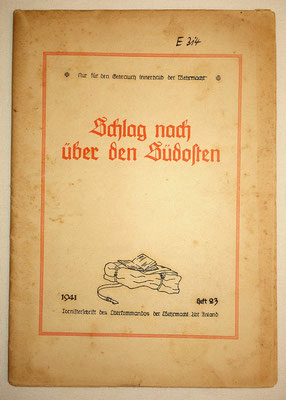 E 314
Nur für den Gebrauch innerhalb der Wehrmacht
Schlag nach
über den Südosten
1941
Heft 23
Tornisterschrift des Oberkommandos der Wehrmacht Abt Inland